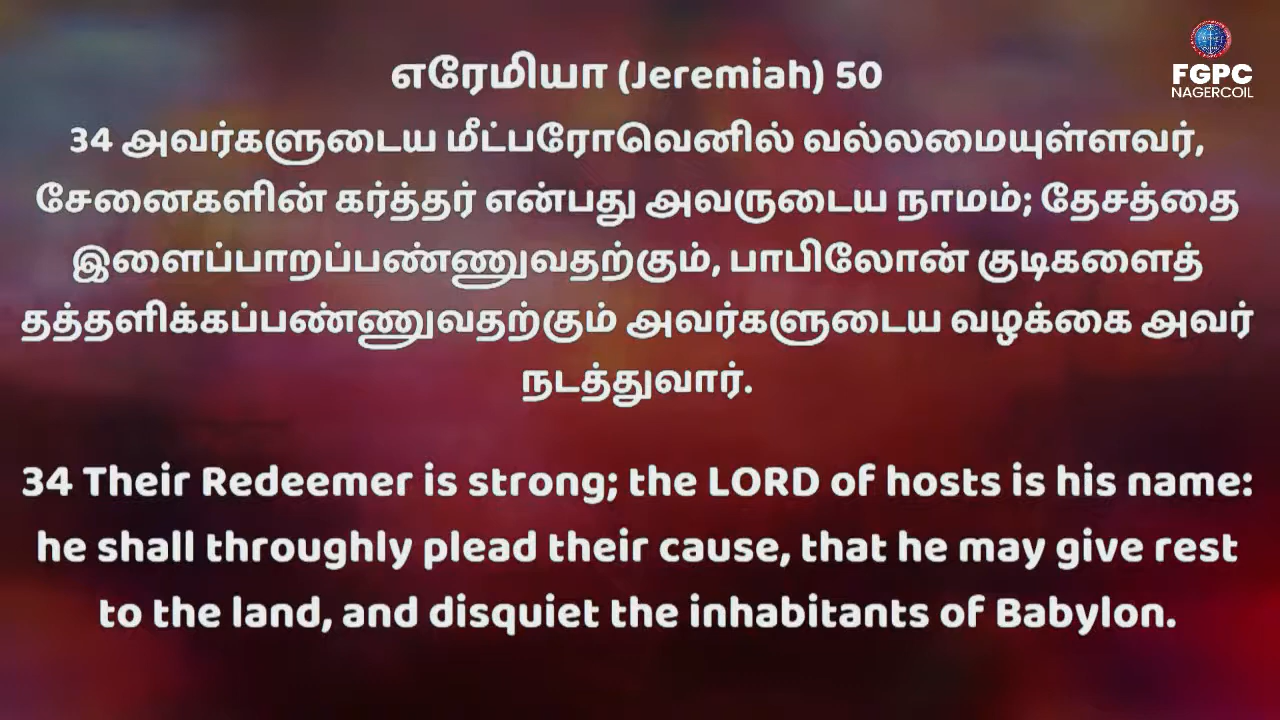 FGPC
NAGERCOIL
எரேமியா (Jeremiah) 50
34 அவர்களுடைய மீட்பரோவெனில் வல்லமையுள்ளவர்,
சேனைகளின் கர்த்தர் என்பது அவருடைய நாமம்; தேசத்தை
இளைப்பாறப்பண்ணுவதற்கும், பாபிலோன் குடிகளைத்
தத்தளிக்கப்பண்ணுவதற்கும் அவர்களுடைய வழக்கை அவர்
நடத்துவார்.
34 Their Redeemer is strong; the LORD of hosts is his name:
he shall throughly plead their cause, that he may give rest
to the land, and disquiet the inhabitants of Babylon.